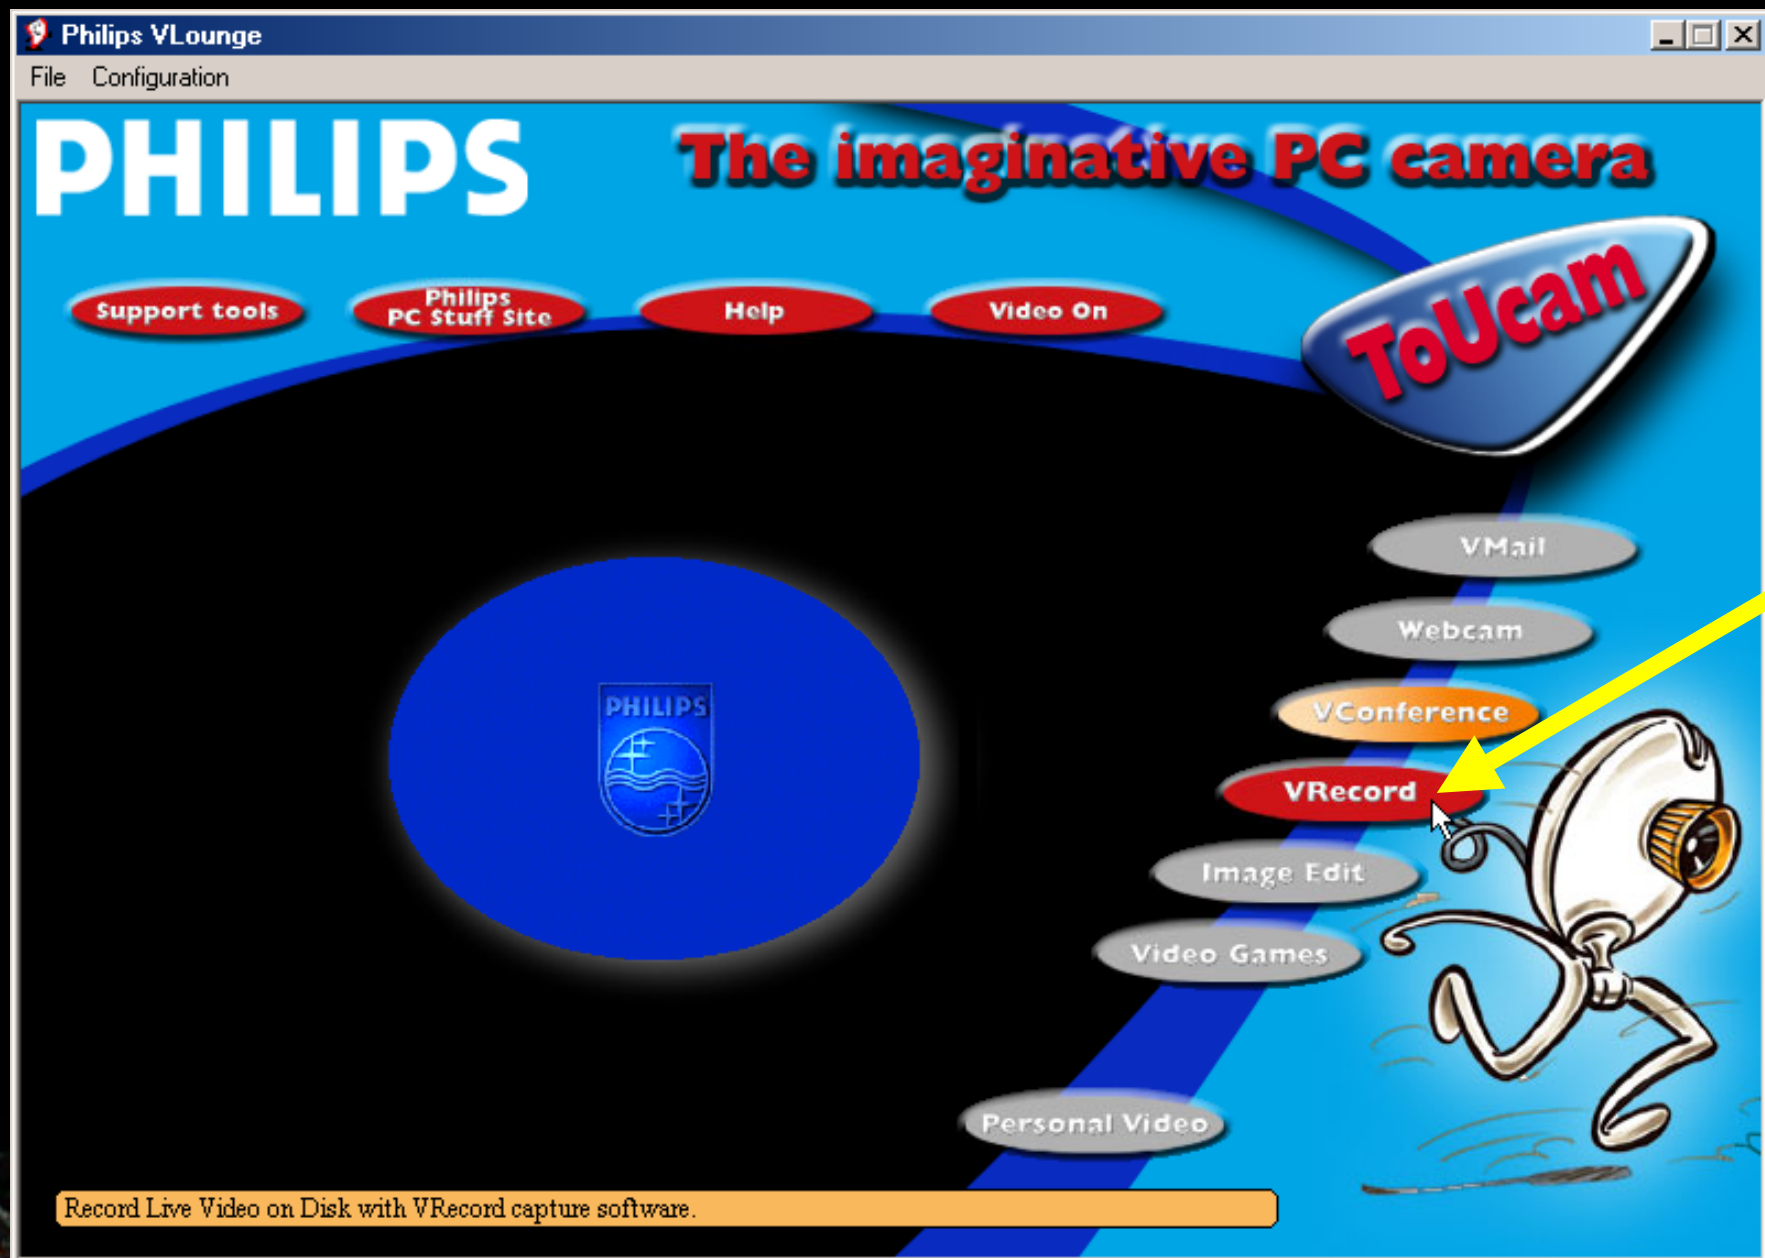 Philips VLounge
File Configuration
PHILIPS
The imaginative PC camera
ToUcam
Support tools
Philips
PC Stuff Site
Help
Video On
VMail
Webcam
VConference
PHILIPS
VRecord
Image Edit
Video Games
Personal Video
Record Live Video on Disk with VRecord capture software.